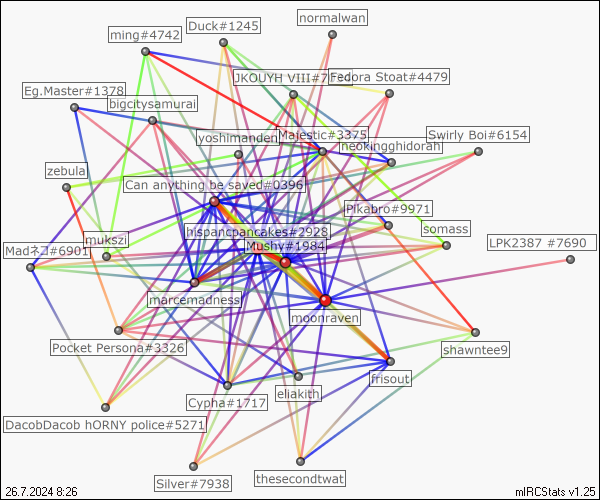 normalwan
Duck#1245
ming#4742
JKOUYH VIII#7
Fedora Stoat#4479
Eg.Master#1378
bigcitysamurai
yoshimanden
Majestic#3375
Swirly Boi#6154
neokingghidorah
zebula
Can anything be saved#0396
Pikabro#9971
hispancpancakes#2928
somass
mukszi
Mushy#1984
LPK2387 #7690
Madネコ#6901
marcemadness
moonraven
Pocket Persona#3326
shawntee9
frisout
eliakith
Cypha#1717
DacobDacob hORNY police#5271
thesecondtwat
Silver#7938
26.7.2024 8:26
mIRCStats v1.25